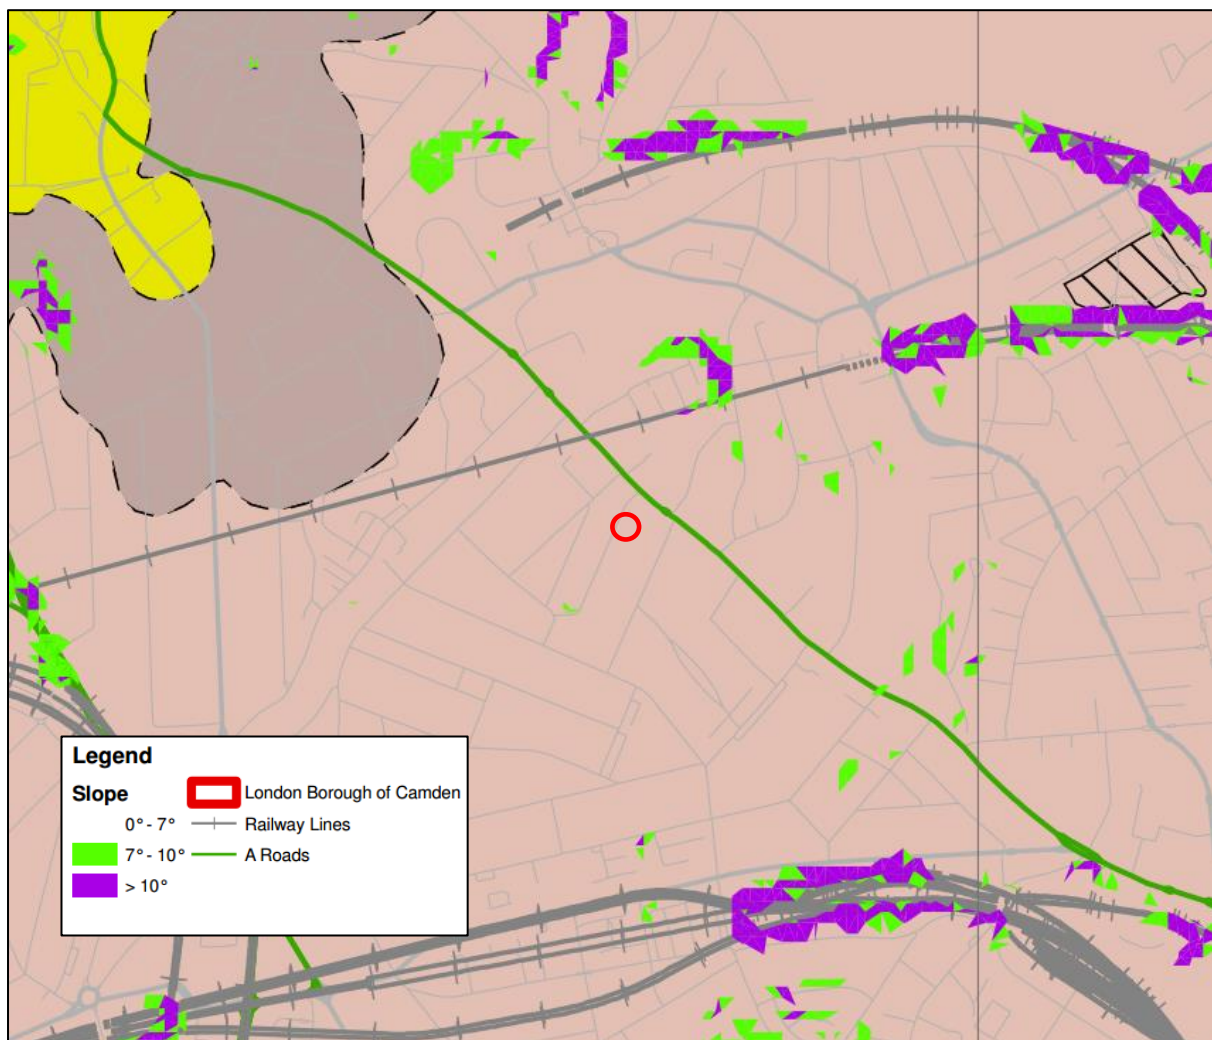 Legend
Slope
London Borough of Camden
0° - 7°
Railway Lines
7° - 10°
A Roads
> 10°